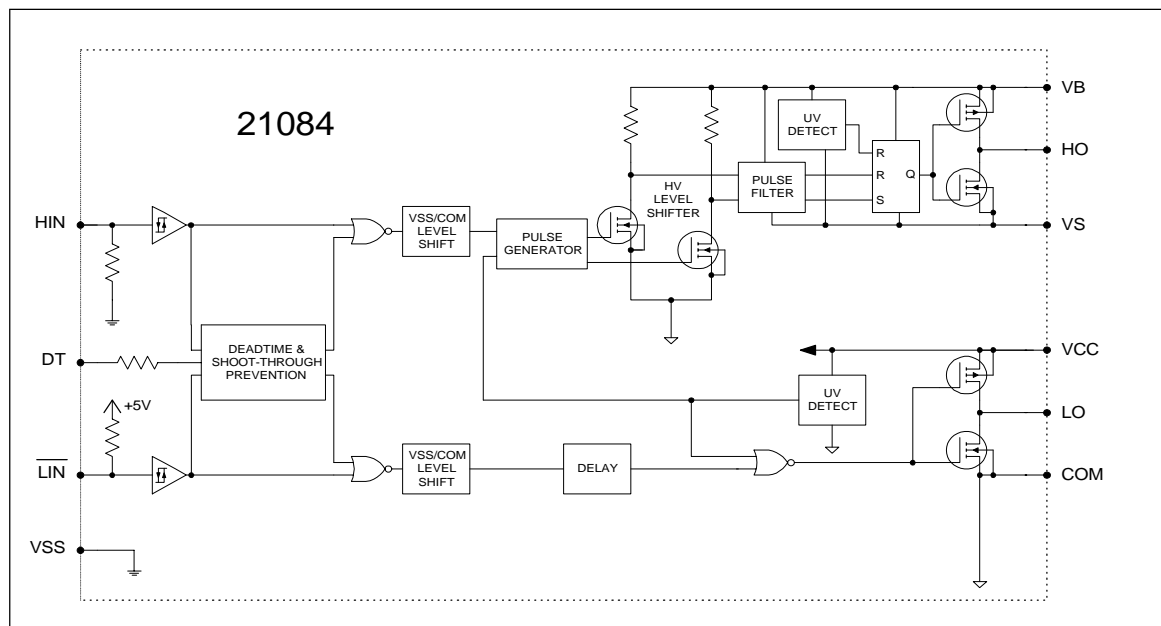 21084
VB
UV
DETECT
R
HO
R
Q
PULSE
FILTER
S
HV
LEVEL
SHIFTER
HIN
VSS/COM
LEVEL
SHIFT
VS
PULSE
GENERATOR
DT
DEADTIME &
SHOOT-THROUGH
PREVENTION
VCC
+5V
UV
DETECT
LO
LIN
VSS/COM
LEVEL
SHIFT
DELAY
COM
VSS